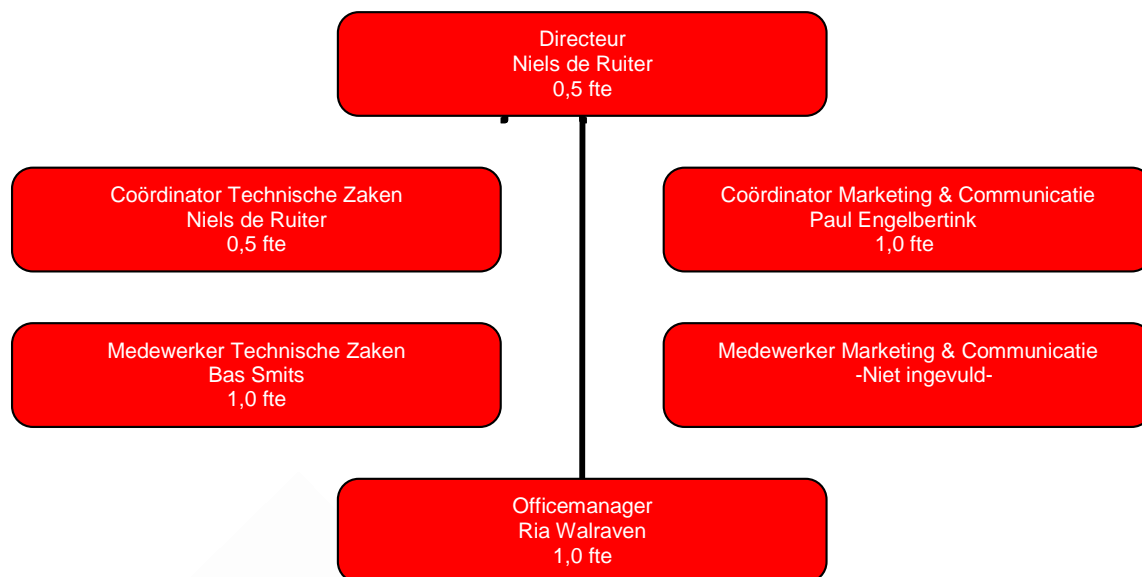 Directeur
Niels de Ruiter
0,5 fte
Coördinator Technische Zaken
Niels de Ruiter
0,5 fte
Coördinator Marketing & Communicatie
Paul Engelbertink
1,0 fte
Medewerker Technische Zaken
Bas Smits
1,0 fte
Medewerker Marketing & Communicatie
-Niet ingevuld-
Officemanager
Ria Walraven
1,0 fte